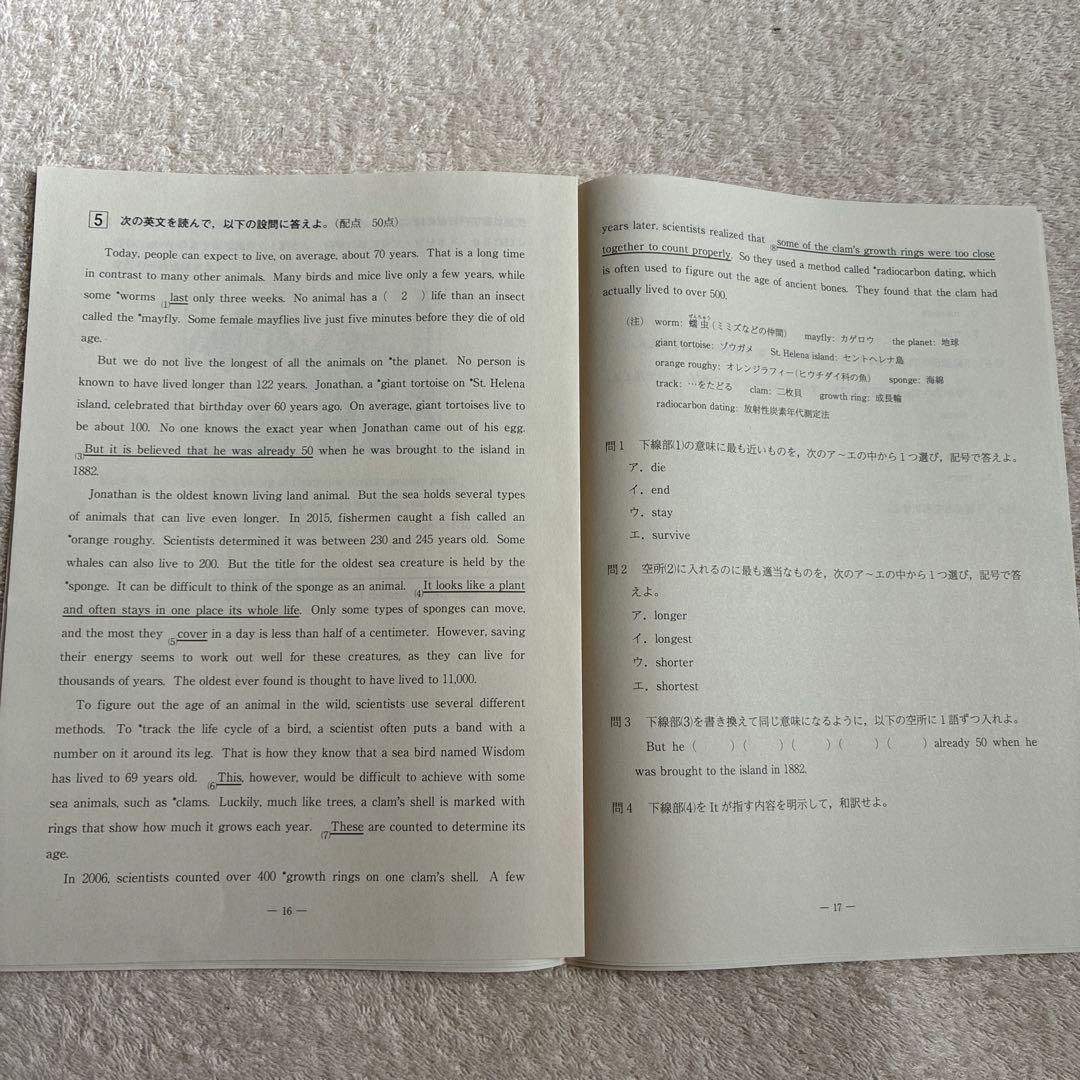 5 次の英文を読んで，以下の設問に答えよ。（配点 50点）
Today, people can expect to live, on average, about 70 years. That is a long time
in contrast to many other animals. Many birds and mice live only a few years, while
some *worms (1)last only three weeks. No animal has a ( 2 ) life than an insect
called the *mayfly. Some female mayflies live just five minutes before they die of old
age.
But we do not live the longest of all the animals on *the planet. No person is
known to have lived longer than 122 years. Jonathan, a *giant tortoise on *St. Helena
island, celebrated that birthday over 60 years ago. On average, giant tortoises live to
be about 100. No one knows the exact year when Jonathan came out of his egg.
(3)But it is believed that he was already 50 when he was brought to the island in
1882.
Jonathan is the oldest known living land animal. But the sea holds several types
of animals that can live even longer. In 2015, fishermen caught a fish called an
*orange roughy. Scientists determined it was between 230 and 245 years old. Some
whales can also live to 200. But the title for the oldest sea creature is held by the
*sponge. It can be difficult to think of the sponge as an animal. (4)It looks like a plant
and often stays in one place its whole life. Only some types of sponges can move,
and the most they (5)cover in a day is less than half of a centimeter. However, saving
their energy seems to work out well for these creatures, as they can live for
thousands of years. The oldest ever found is thought to have lived to 11,000.
To figure out the age of an animal in the wild, scientists use several different
methods. To *track the life cycle of a bird, a scientist often puts a band with a
number on it around its leg. That is how they know that a sea bird named Wisdom
has lived to 69 years old. (6)This, however, would be difficult to achieve with some
sea animals, such as *clams. Luckily, much like trees, a clam's shell is marked with
rings that show how much it grows each year. (7)These are counted to determine its
age.
In 2006, scientists counted over 400 *growth rings on one clam's shell. A few
— 16 —
years later, scientists realized that (8)some of the clam's growth rings were too close
together to count properly. So they used a method called *radiocarbon dating, which
is often used to figure out the age of ancient bones. They found that the clam had
actually lived to over 500.
（注） worm: 蠕虫(ミミズなどの仲間) mayfly: カゲロウ the planet: 地球
ぜんちゅう
giant tortoise: ゾウガメ St. Helena island: セントヘレナ島
orange roughy: オレンジラフィー(ヒウチダイ科の魚) sponge: 海綿
track: …をたどる clam: 二枚貝 growth ring: 成長輪
radiocarbon dating: 放射性炭素年代測定法
問1 下線部(1)の意味に最も近いものを，次のア～エの中から1つ選び，記号で答えよ。
ア．die
イ．end
ウ．stay
エ．survive
問2 空所(2)に入れるのに最も適当なものを，次のア～エの中から1つ選び，記号で答
えよ。
ア．longer
イ．longest
ウ．shorter
エ．shortest
問3 下線部(3)を書き換えて同じ意味になるように，以下の空所に1語ずつ入れよ。
But he ( ) ( ) ( ) ( ) ( ) already 50 when he
was brought to the island in 1882.
問4 下線部(4)を It が指す内容を明示して，和訳せよ。
— 17 —